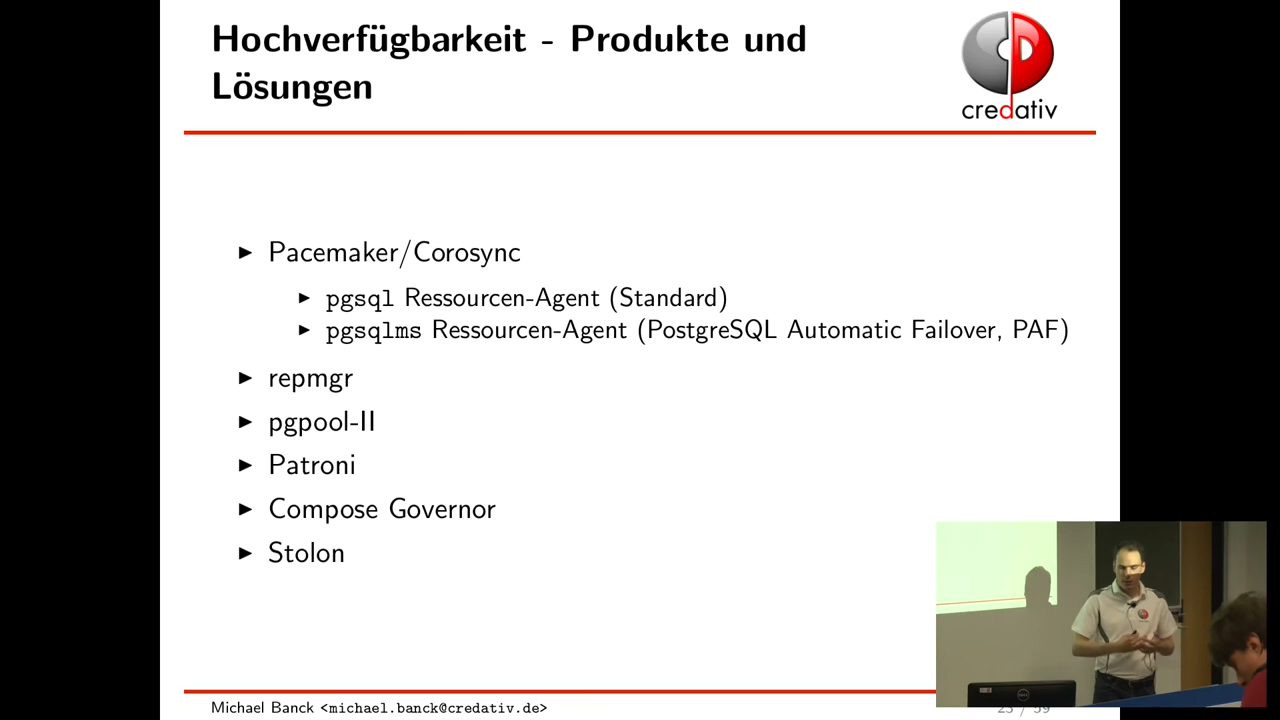 Hochverfügbarkeit - Produkte und
Lösungen
credativ
Pacemaker/Corosync
pgsql Ressourcen-Agent (Standard)
pgsqlms Ressourcen-Agent (PostgreSQL Automatic Failover, PAF)
repmgr
pgpool-II
Patroni
Compose Governor
Stolon
Michael Banck <michael.banck@credativ.de>